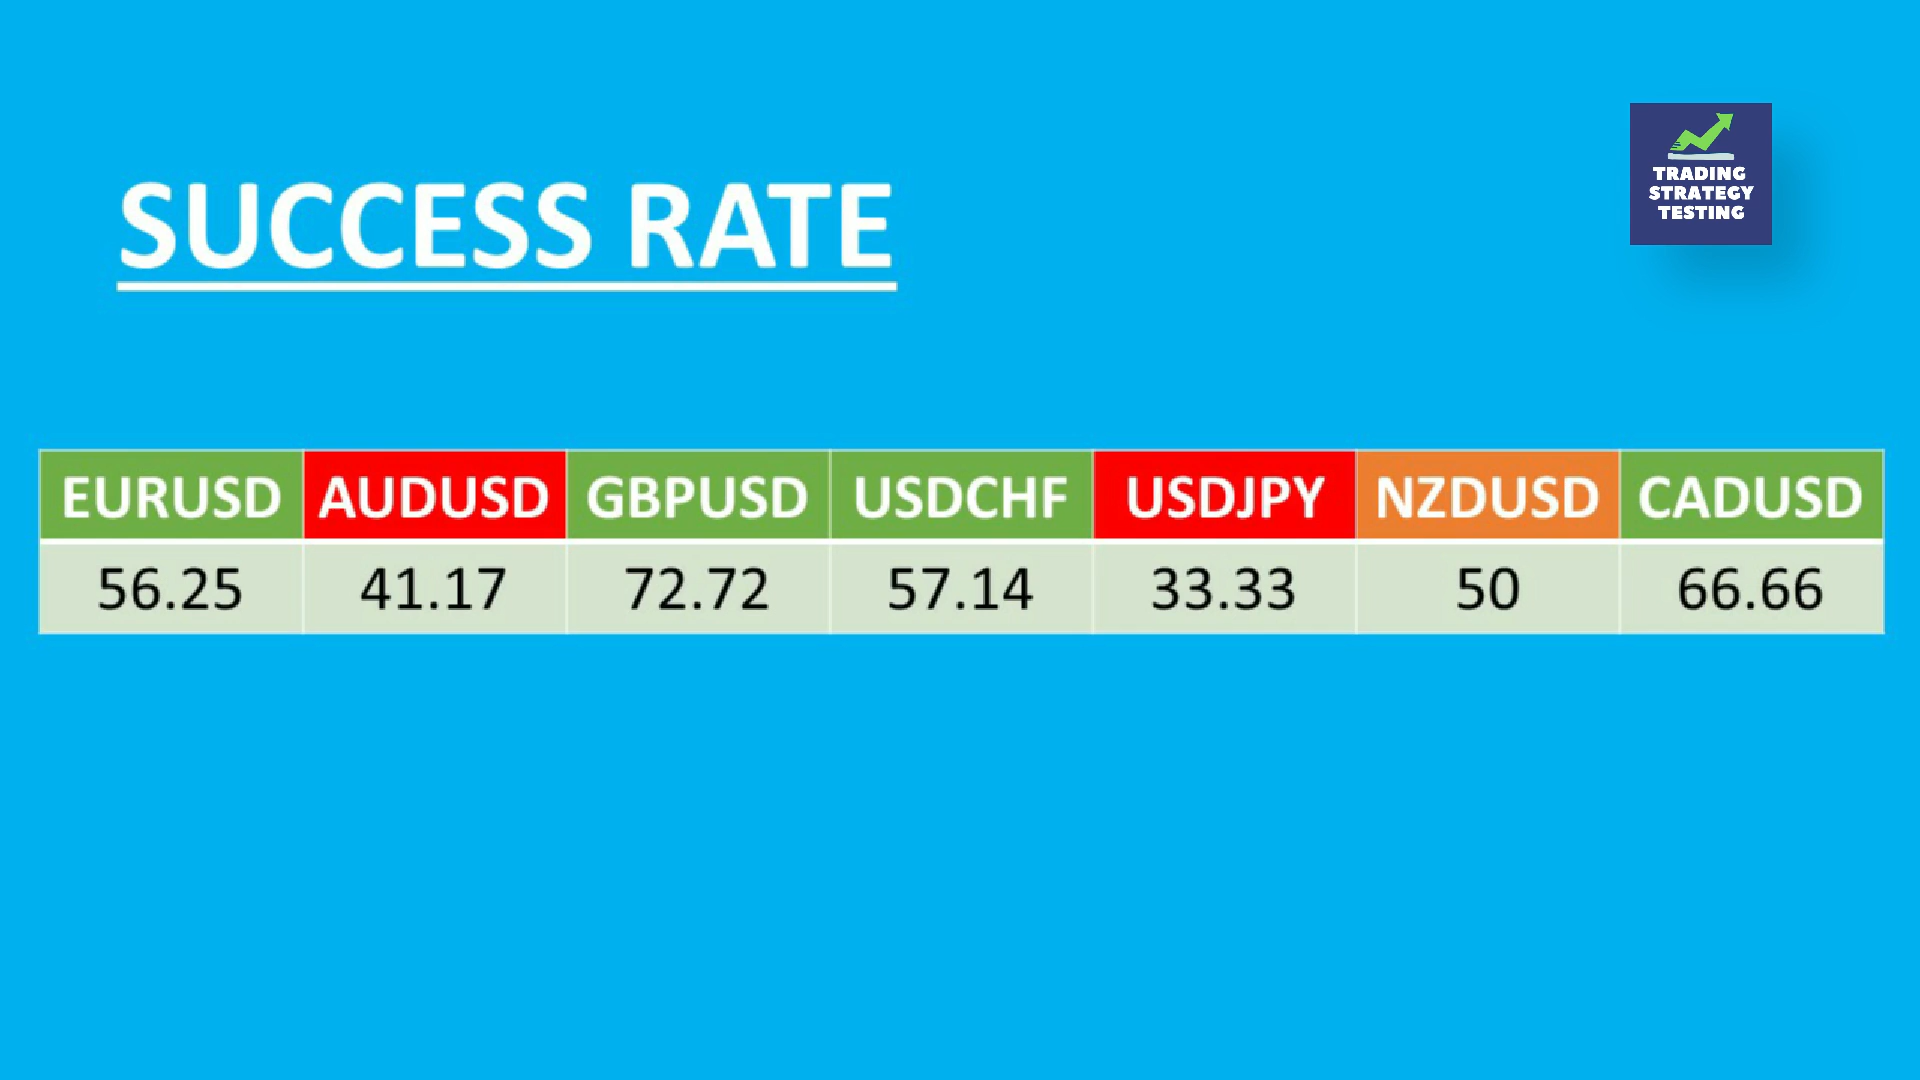 TRADING
STRATEGY
TESTING
SUCCESS RATE
EURUSD AUDUSD GBPUSD USDCHF USDJPY NZDUSD CADUSD
56.25 41.17 72.72 57.14 33.33 50 66.66